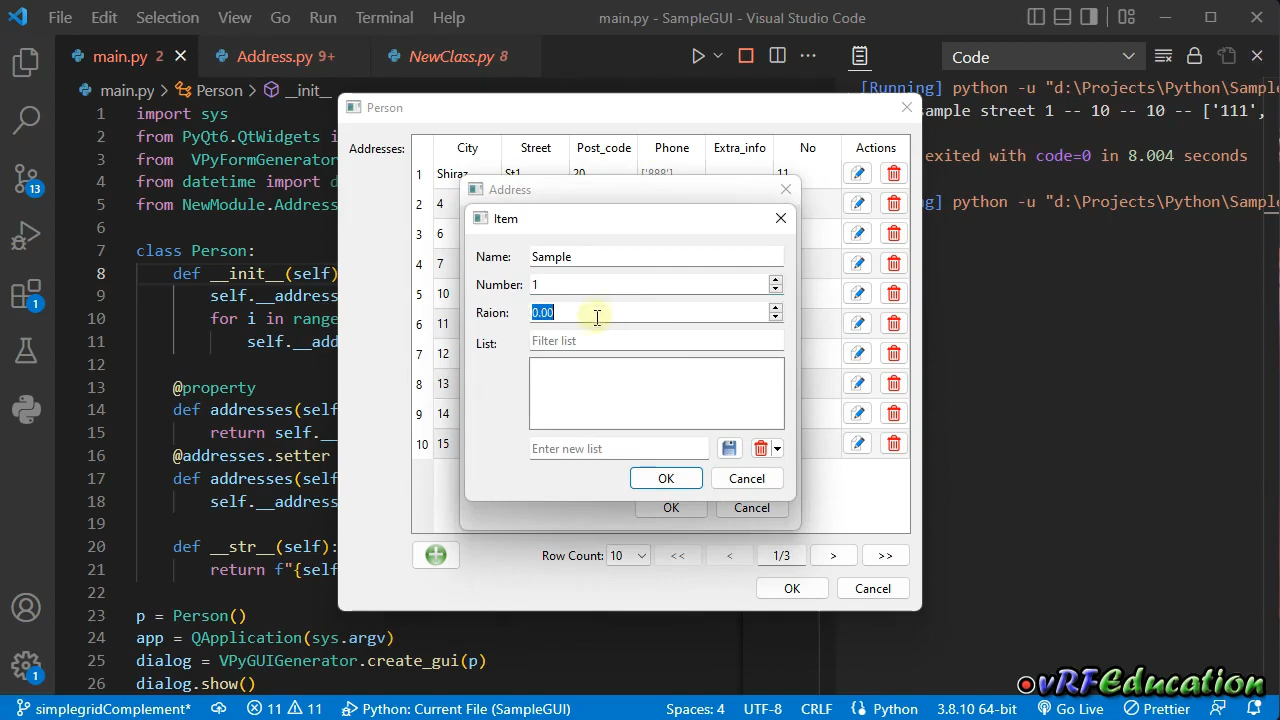 File Edit Selection View Go Run Terminal Help main.py - SampleGUI - Visual Studio Code
main.py 2 Address.py 9+ NewClass.py 8
Code
main.py > Person > __init__
1 import sys
2 from PyQt6.QtWidgets i
3 from VPyFormGenerator
4 from datetime import d
5 from NewModule.Address
6
7 class Person:
8 def __init__(self)
9 self.__address
10 for i in range
11 self.__add
12
13 @property
14 def addresses(self
15 return self.__
16 @addresses.setter
17 def addresses(self
18 self.__address
19
20 def __str__(self):
21 return f"{self
22
23 p = Person()
24 app = QApplication(sys.argv)
25 dialog = VPyGUIGenerator.create_gui(p)
26 dialog.show()
[Running] python -u "d:\Projects\Python\Sample
sample street 1 -- 10 -- 10 -- ['111',
exited with code=0 in 8.004 seconds
ng] python -u "d:\Projects\Python\Sample
Person
Addresses:
City Street Post_code Phone Extra_info No Actions
1 Shiraz St1 20 ['888'] 11
2 4
3 6
4 7
5 10
6 11
7 12
8 13
9 14
10 15
Address
Item
Name: Sample
Number: 1
Raion: 0.00
List: Filter list
Enter new list
OK Cancel
OK Cancel
Row Count: 10 << < 1/3 > >>
OK Cancel
vRFEducation
13
1
1
simplegridComplement* 11 11 Python: Current File (SampleGUI) Spaces: 4 UTF-8 CRLF Python 3.8.10 64-bit Go Live Prettier